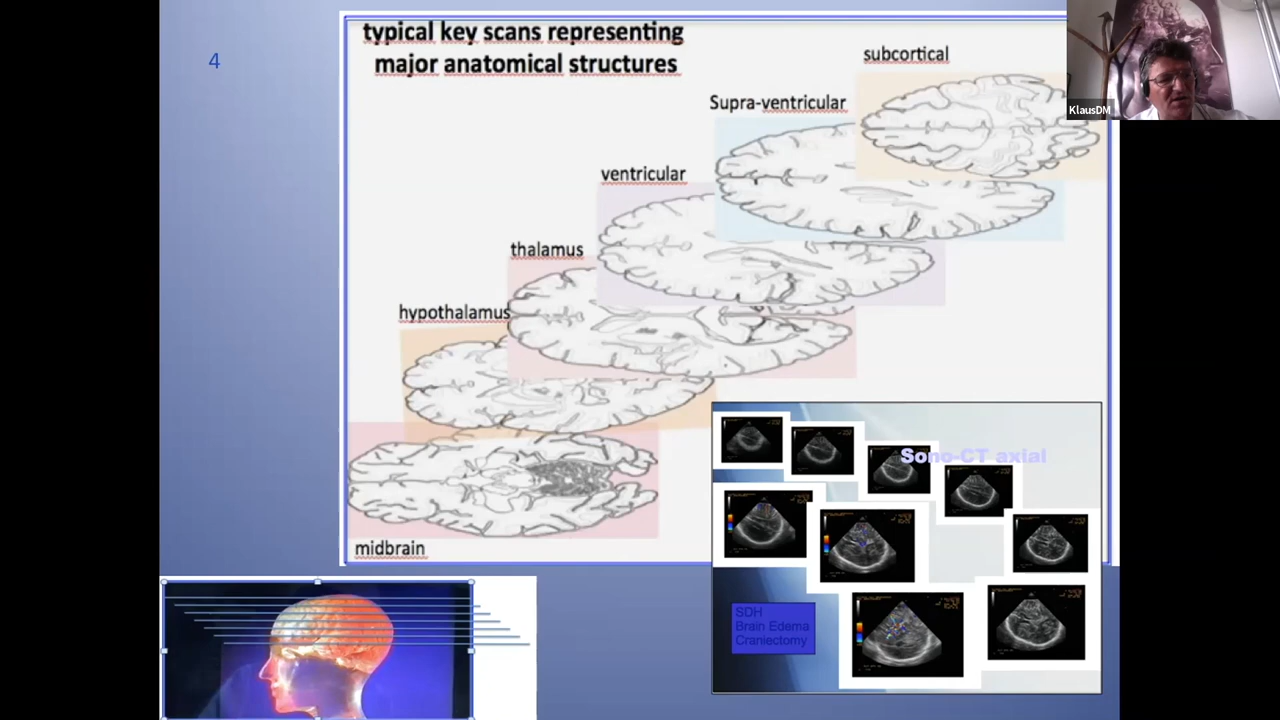 4
typical key scans representing
major anatomical structures
subcortical
Supra-ventricular
ventricular
thalamus
hypothalamus
midbrain
KlausDM
Sono-CT axial
SDH
Brain Edema
Craniectomy